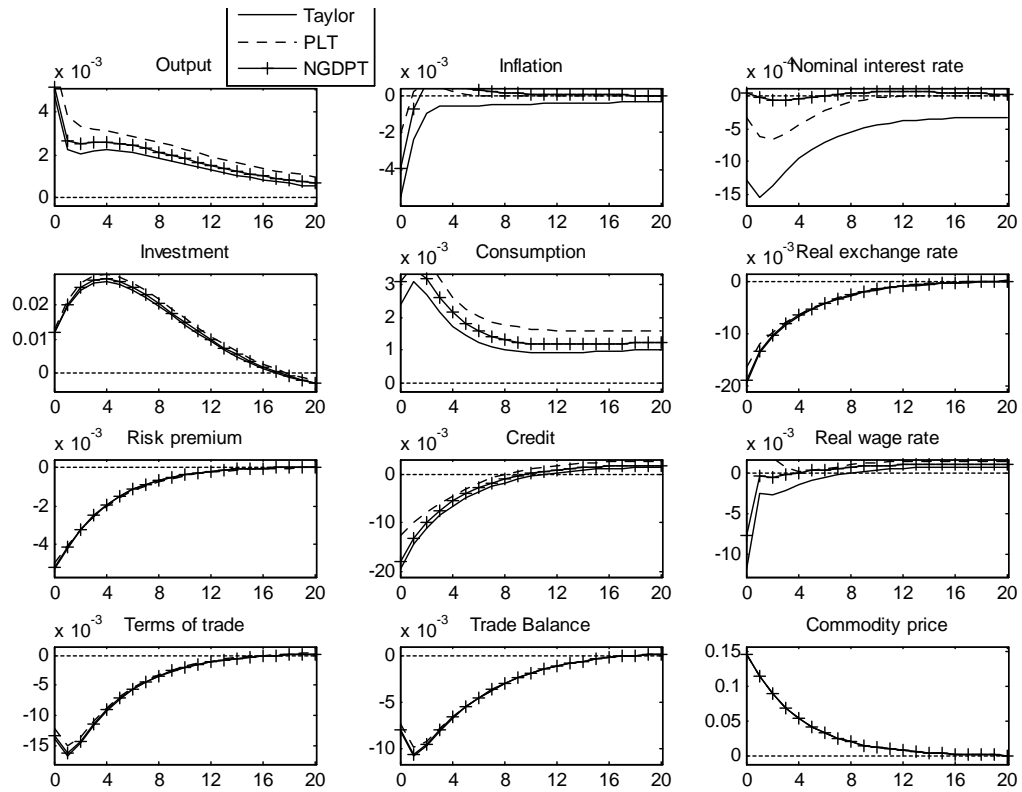 Taylor
PLT
NGDPT
x 10-3
Output
4
2
0
0 4 8 12 16 20
x 10-3
Inflation
0
-2
-4
0 4 8 12 16 20
x 10-4
Nominal interest rate
0
-5
-10
-15
0 4 8 12 16 20
Investment
0.02
0.01
0
0 4 8 12 16 20
x 10-3
Consumption
3
2
1
0
0 4 8 12 16 20
x 10-3
Real exchange rate
0
-10
-20
0 4 8 12 16 20
x 10-3
Risk premium
0
-2
-4
0 4 8 12 16 20
x 10-3
Credit
0
-10
-20
0 4 8 12 16 20
x 10-3
Real wage rate
0
-5
-10
0 4 8 12 16 20
x 10-3
Terms of trade
0
-5
-10
-15
0 4 8 12 16 20
x 10-3
Trade Balance
0
-5
-10
0 4 8 12 16 20
Commodity price
0.15
0.1
0.05
0
0 4 8 12 16 20